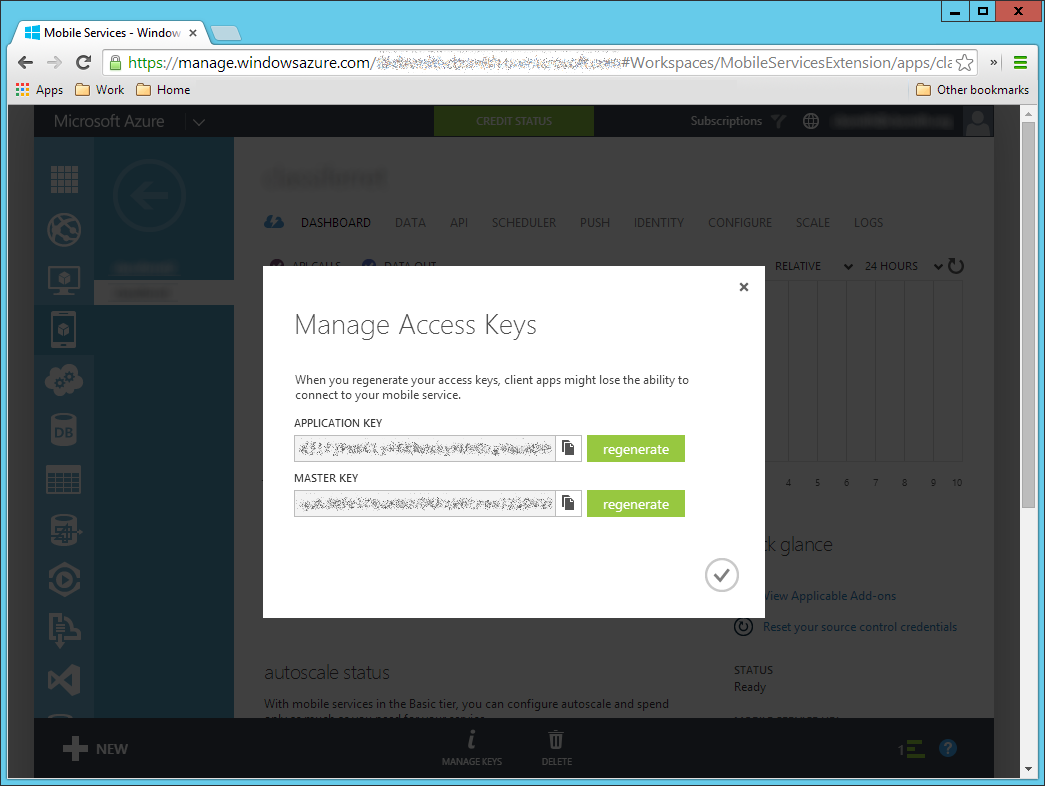 Mobile Services - Window
https://manage.windowsazure.com/
#Workspaces/MobileServicesExtension/apps/cla
»
Apps Work Home Other bookmarks
Microsoft Azure CREDIT STATUS Subscriptions
DASHBOARD DATA API SCHEDULER PUSH IDENTITY CONFIGURE SCALE LOGS
API CALLS DATA OUT RELATIVE 24 HOURS
Manage Access Keys
When you regenerate your access keys, client apps might lose the ability to
connect to your mobile service.
APPLICATION KEY
regenerate
MASTER KEY
regenerate
4 5 6 7 8 9 10
DB
glance
View Applicable Add-ons
Reset your source control credentials
autoscale status
STATUS
Ready
With mobile services in the Basic tier, you can configure autoscale and spend
NEW
MANAGE KEYS
DELETE
1
?